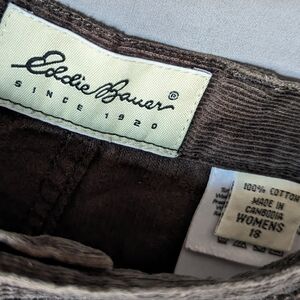 Eddie Bauer®
SINCE 1920
100% COTTON
MADE IN
CAMBODIA
WOMENS
18